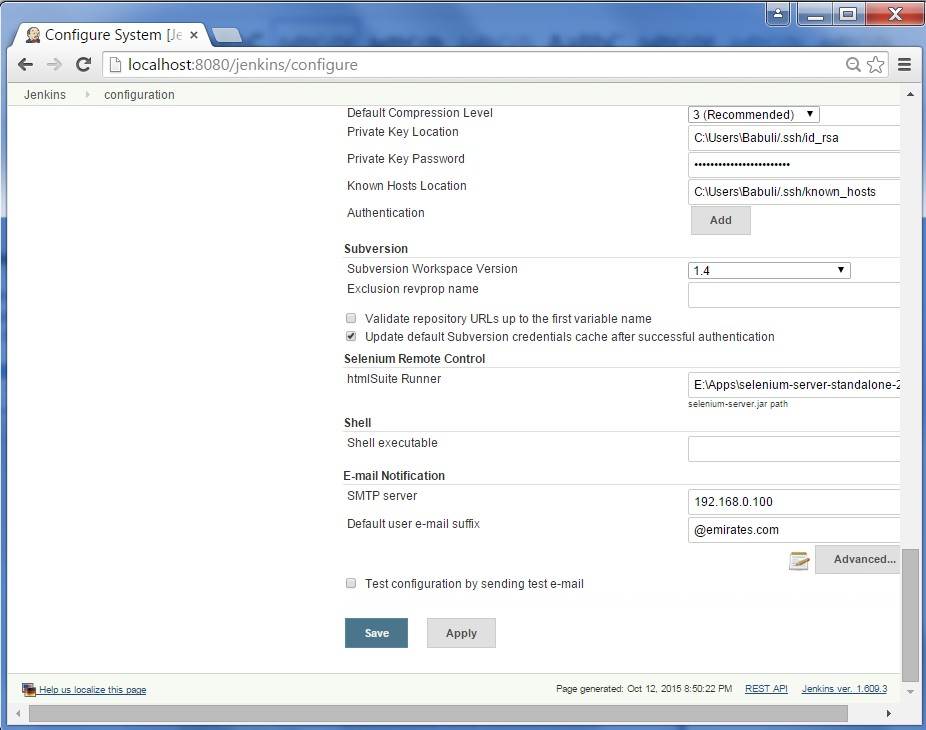 Configure System [Je
localhost:8080/jenkins/configure
Jenkins configuration
Default Compression Level 3 (Recommended)
Private Key Location C:\Users\Babuli/.ssh/id_rsa
Private Key Password ••••••••••••••••••••••••
Known Hosts Location C:\Users\Babuli/.ssh/known_hosts
Authentication Add
Subversion
Subversion Workspace Version 1.4
Exclusion revprop name
Validate repository URLs up to the first variable name
Update default Subversion credentials cache after successful authentication
Selenium Remote Control
htmlSuite Runner E:\Apps\selenium-server-standalone-2
selenium-server.jar path
Shell
Shell executable
E-mail Notification
SMTP server 192.168.0.100
Default user e-mail suffix @emirates.com
Advanced...
Test configuration by sending test e-mail
Save Apply
Help us localize this page Page generated: Oct 12, 2015 8:50:22 PM REST API Jenkins ver. 1.609.3